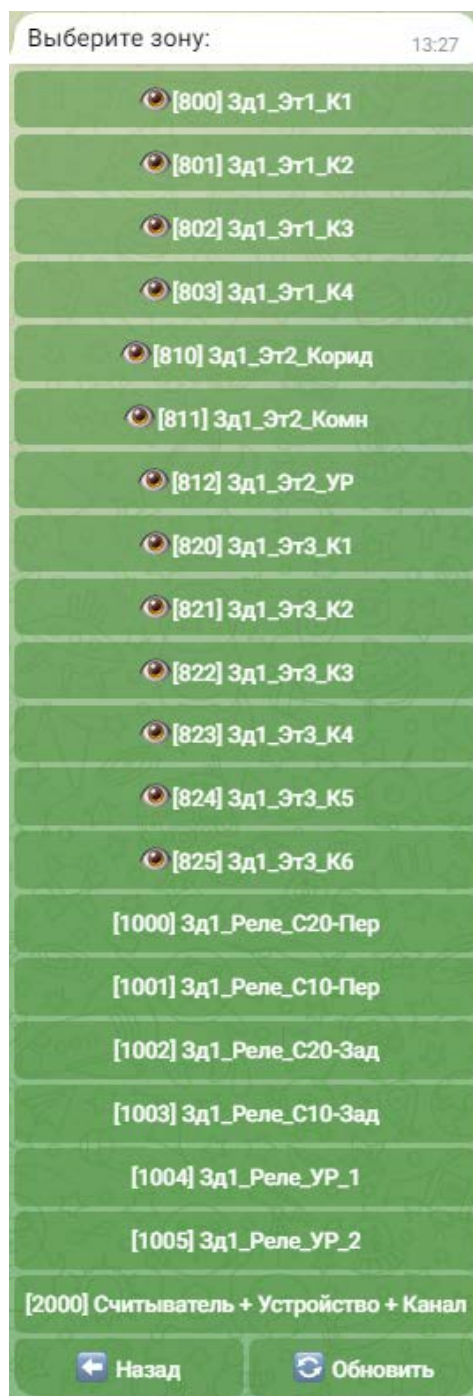 Выберите зону:
13:27
[800] Зд1_Эт1_К1
[801] Зд1_Эт1_К2
[802] Зд1_Эт1_К3
[803] Зд1_Эт1_К4
[810] Зд1_Эт2_Корид
[811] Зд1_Эт2_Комн
[812] Зд1_Эт2_УР
[820] Зд1_Эт3_К1
[821] Зд1_Эт3_К2
[822] Зд1_Эт3_К3
[823] Зд1_Эт3_К4
[824] Зд1_Эт3_К5
[825] Зд1_Эт3_К6
[1000] Зд1_Реле_С20-Пер
[1001] Зд1_Реле_С10-Пер
[1002] Зд1_Реле_С20-Зад
[1003] Зд1_Реле_С10-Зад
[1004] Зд1_Реле_УР_1
[1005] Зд1_Реле_УР_2
[2000] Считыватель + Устройство + Канал
Назад
Обновить